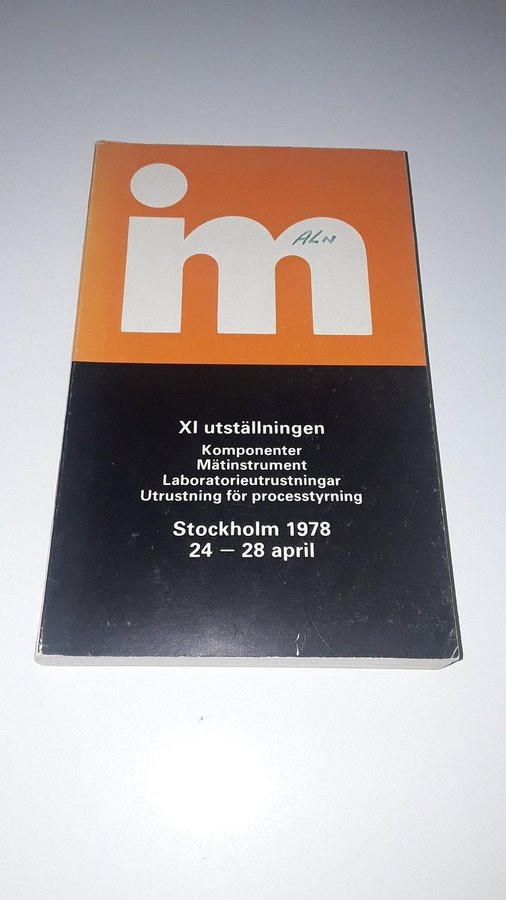 im
ALN
XI utställningen
Komponenter
Mätinstrument
Laboratorieutrustningar
Utrustning för processtyrning
Stockholm 1978
24 – 28 april